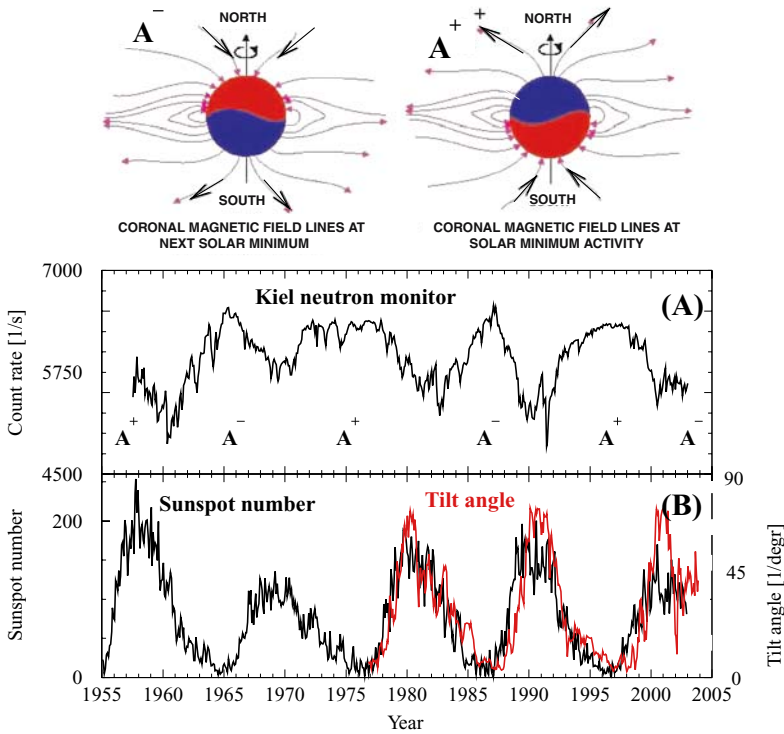 A⁻
NORTH
SOUTH
CORONAL MAGNETIC FIELD LINES AT
NEXT SOLAR MINIMUM
A⁺ +
NORTH
SOUTH
CORONAL MAGNETIC FIELD LINES AT
SOLAR MINIMUM ACTIVITY
7000
5750
4500
Count rate [1/s]
Kiel neutron monitor
(A)
A⁺ A⁻ A⁺ A⁻ A⁺ A⁻
200
0
Sunspot number
Sunspot number
Tilt angle
(B)
90
45
0
Tilt angle [1/degr]
1955 1960 1965 1970 1975 1980 1985 1990 1995 2000 2005
Year